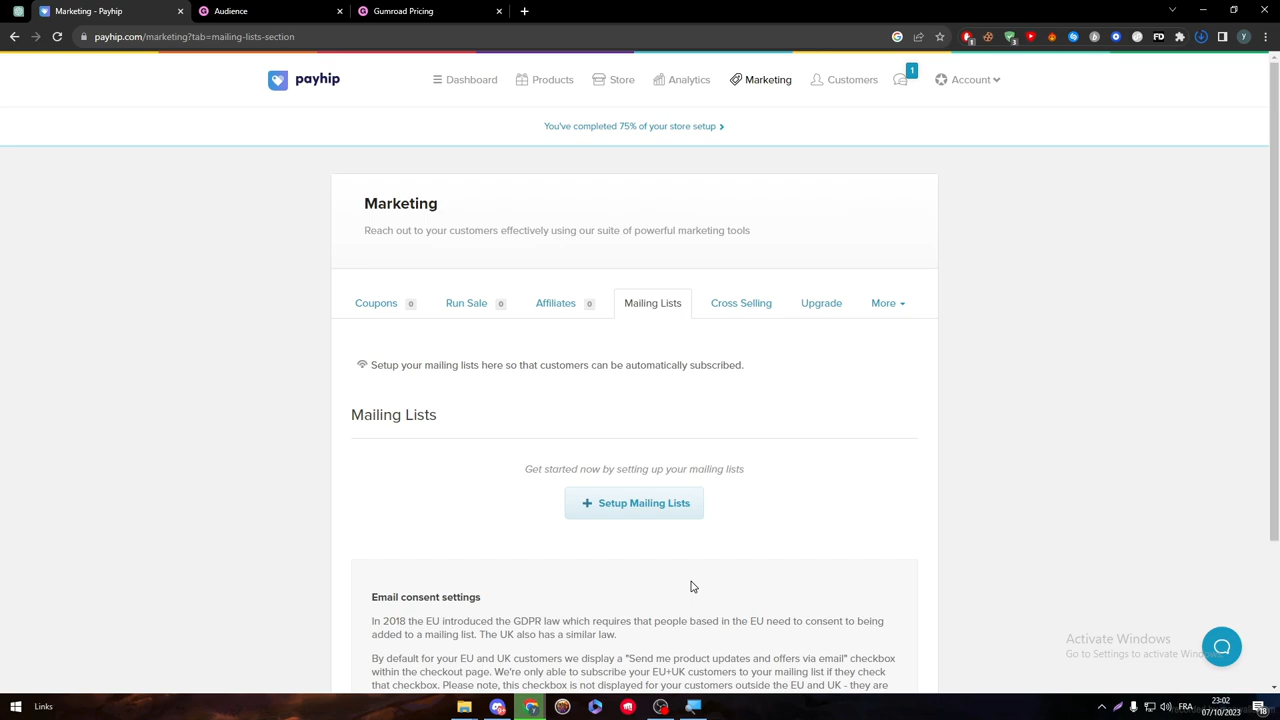 Marketing - Payhip
Audience
Gumroad Pricing
payhip.com/marketing?tab=mailing-lists-section
payhip
Dashboard
Products
Store
Analytics
Marketing
Customers
1
Account
You've completed 75% of your store setup
Marketing
Reach out to your customers effectively using our suite of powerful marketing tools
Coupons 0
Run Sale 0
Affiliates 0
Mailing Lists
Cross Selling
Upgrade
More
Setup your mailing lists here so that customers can be automatically subscribed.
Mailing Lists
Get started now by setting up your mailing lists
+ Setup Mailing Lists
Email consent settings
In 2018 the EU introduced the GDPR law which requires that people based in the EU need to consent to being
added to a mailing list. The UK also has a similar law.
By default for your EU and UK customers we display a "Send me product updates and offers via email" checkbox
within the checkout page. We're only able to subscribe your EU+UK customers to your mailing list if they check
that checkbox. Please note, this checkbox is not displayed for your customers outside the EU and UK - they are
Activate Windows
Go to Settings to activate Windows.
Links
FRA
23:02
07/10/2023
18